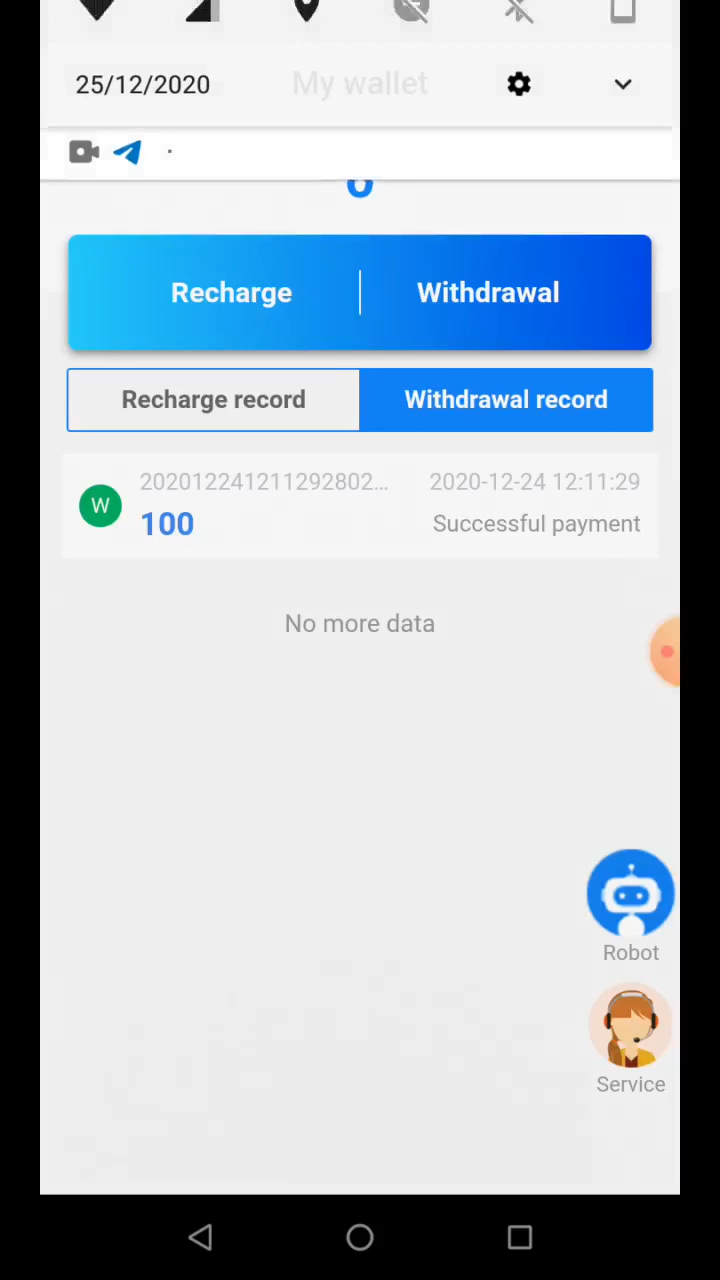 25/12/2020 My wallet
Recharge Withdrawal
Recharge record Withdrawal record
202012241211292802... 2020-12-24 12:11:29
W
100 Successful payment
No more data
Robot
Service